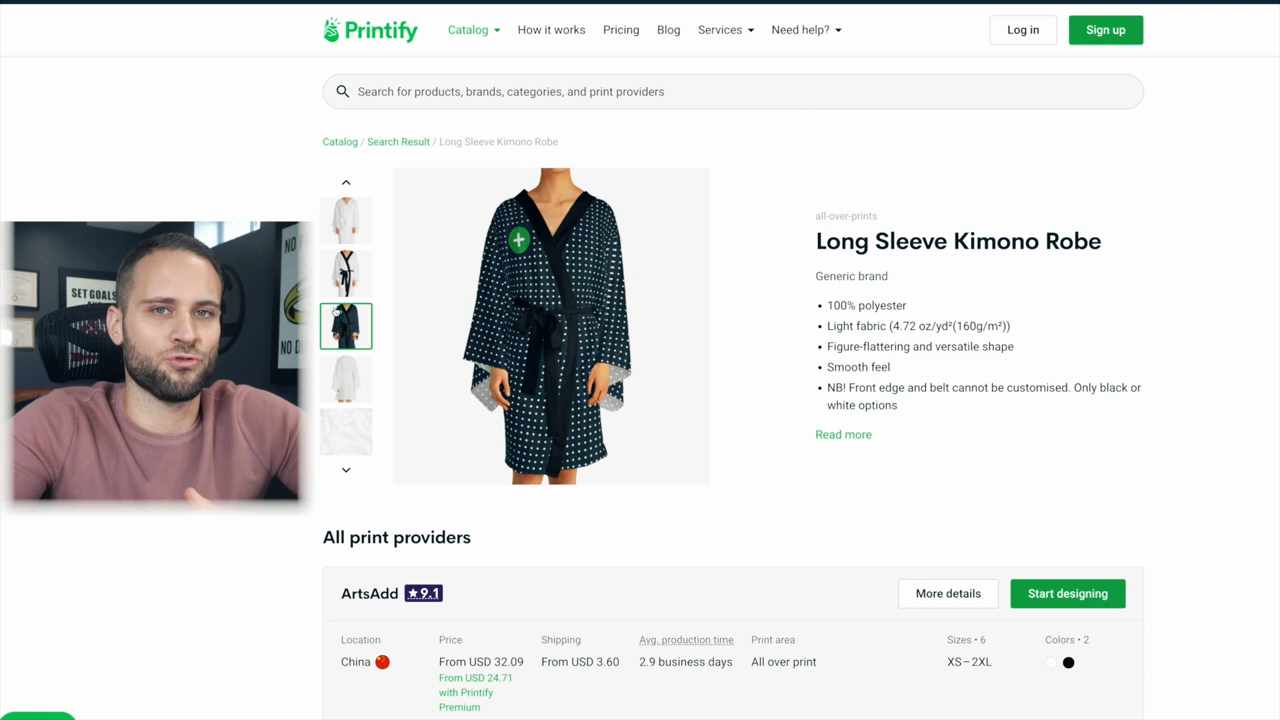 Printify
Catalog
How it works
Pricing
Blog
Services
Need help?
Log in
Sign up
Search for products, brands, categories, and print providers
Catalog / Search Result / Long Sleeve Kimono Robe
all-over-prints
Long Sleeve Kimono Robe
Generic brand
• 100% polyester
• Light fabric (4.72 oz/yd²(160g/m²))
• Figure-flattering and versatile shape
• Smooth feel
• NB! Front edge and belt cannot be customised. Only black or
white options
Read more
SET GOALS
NO
NO
All print providers
ArtsAdd ★9.1
More details
Start designing
Location
Price
Shipping
Avg. production time
Print area
Sizes • 6
Colors • 2
China
From USD 32.09
From USD 3.60
2.9 business days
All over print
XS–2XL
From USD 24.71
with Printify
Premium